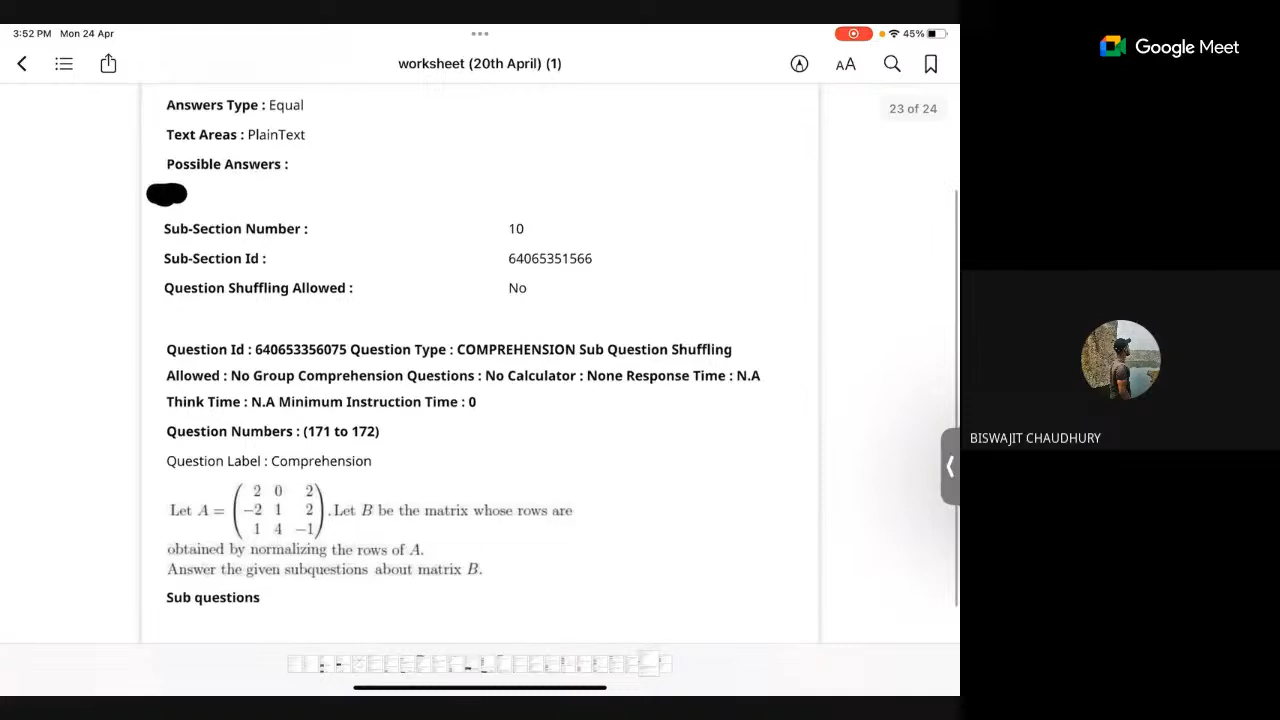 3:52 PM Mon 24 Apr
45%
Google Meet
worksheet (20th April) (1)
AA
23 of 24
Answers Type : Equal
Text Areas : PlainText
Possible Answers :
Sub-Section Number : 10
Sub-Section Id : 64065351566
Question Shuffling Allowed : No
Question Id : 640653356075 Question Type : COMPREHENSION Sub Question Shuffling
Allowed : No Group Comprehension Questions : No Calculator : None Response Time : N.A
Think Time : N.A Minimum Instruction Time : 0
Question Numbers : (171 to 172)
Question Label : Comprehension
2 0 2
Let A = −2 1 2 . Let B be the matrix whose rows are
1 4 −1
obtained by normalizing the rows of A.
Answer the given subquestions about matrix B.
Sub questions
BISWAJIT CHAUDHURY